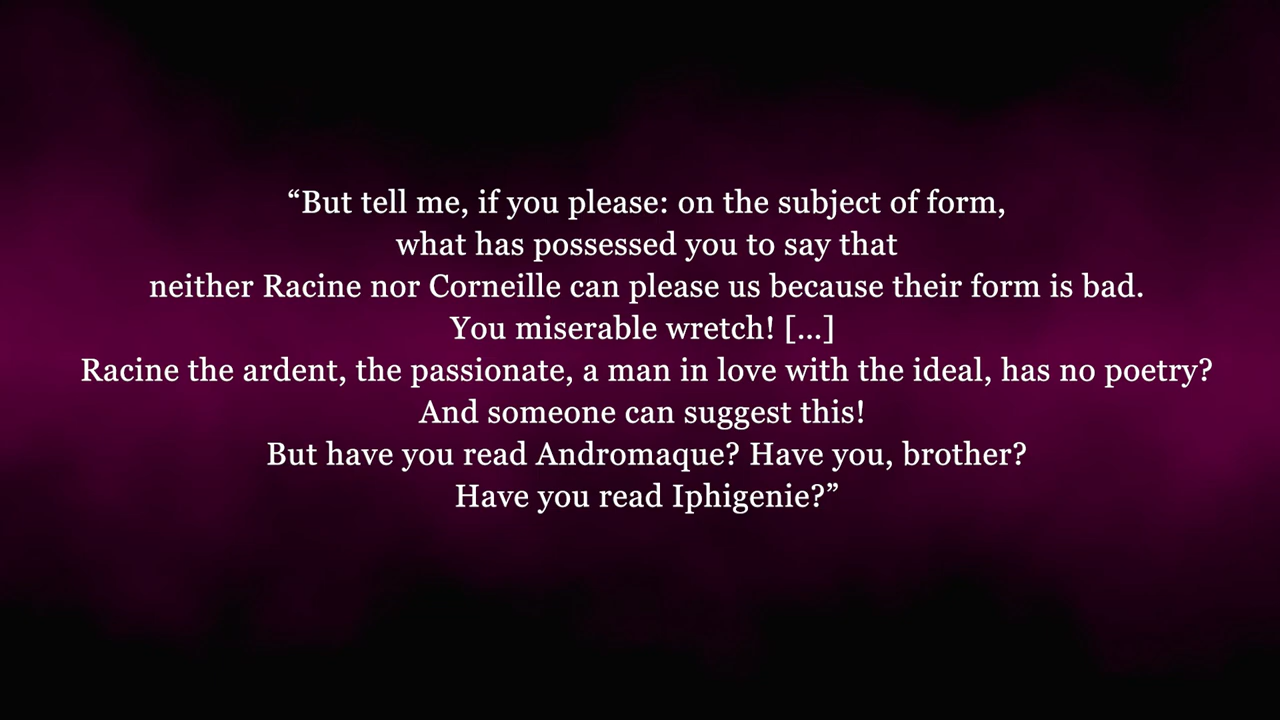 “But tell me, if you please: on the subject of form,
what has possessed you to say that
neither Racine nor Corneille can please us because their form is bad.
You miserable wretch! [...]
Racine the ardent, the passionate, a man in love with the ideal, has no poetry?
And someone can suggest this!
But have you read Andromaque? Have you, brother?
Have you read Iphigenie?”